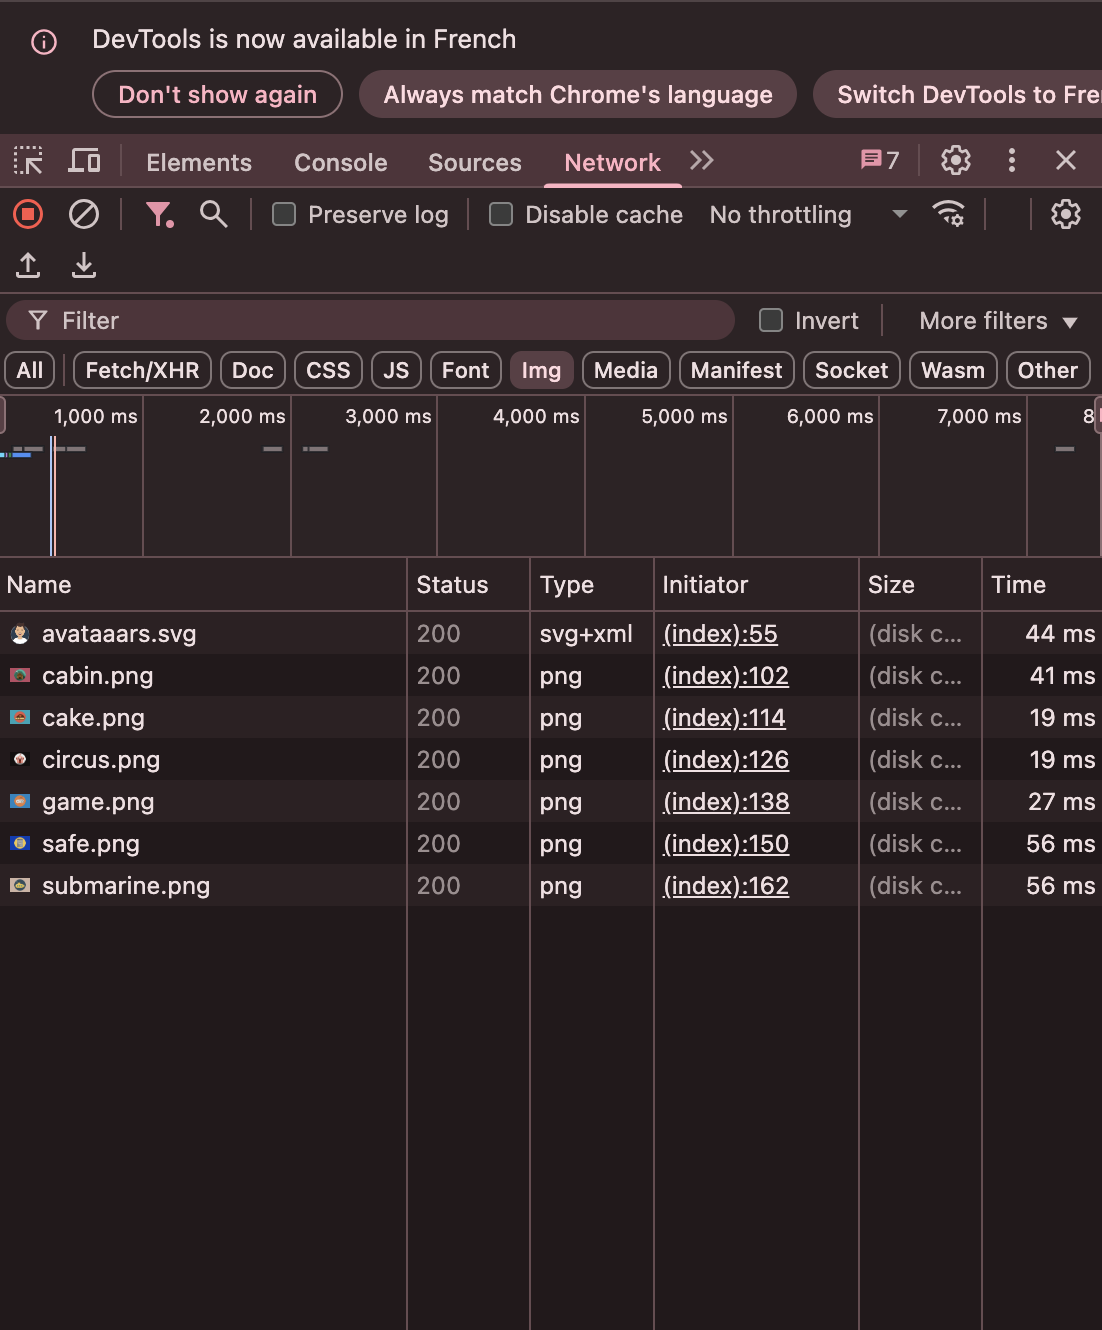 DevTools is now available in French
Don't show again Always match Chrome's language Switch DevTools to Fre
Elements Console Sources Network 7
Preserve log Disable cache No throttling
Filter Invert More filters
All Fetch/XHR Doc CSS JS Font Img Media Manifest Socket Wasm Other
1,000 ms 2,000 ms 3,000 ms 4,000 ms 5,000 ms 6,000 ms 7,000 ms 8
Name Status Type Initiator Size Time
avataaars.svg 200 svg+xml (index):55 (disk c... 44 ms
cabin.png 200 png (index):102 (disk c... 41 ms
cake.png 200 png (index):114 (disk c... 19 ms
circus.png 200 png (index):126 (disk c... 19 ms
game.png 200 png (index):138 (disk c... 27 ms
safe.png 200 png (index):150 (disk c... 56 ms
submarine.png 200 png (index):162 (disk c... 56 ms